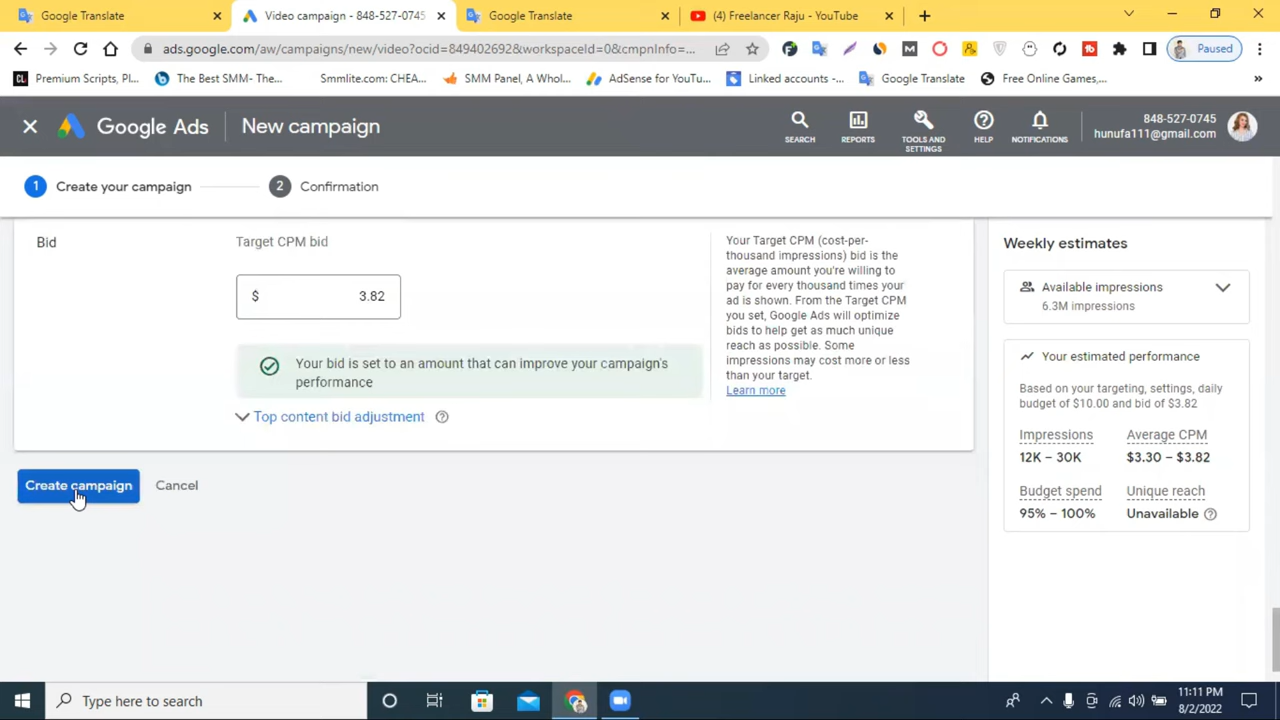 Google Translate
Video campaign - 848-527-0745
Google Translate
(4) Freelancer Raju - YouTube
ads.google.com/aw/campaigns/new/video?ocid=849402692&workspaceId=0&cmpnInfo=...
Paused
Premium Scripts, Pl...
The Best SMM- The...
Smmlite.com: CHEA...
SMM Panel, A Whol...
AdSense for YouTu...
Linked accounts -...
Google Translate
Free Online Games,...
»
Google Ads
New campaign
SEARCH
REPORTS
TOOLS AND
SETTINGS
HELP
NOTIFICATIONS
848-527-0745
hunufa111@gmail.com
1 Create your campaign
2 Confirmation
Bid
Target CPM bid
$ 3.82
Your bid is set to an amount that can improve your campaign's
performance
Top content bid adjustment
Your Target CPM (cost-per-
thousand impressions) bid is the
average amount you're willing to
pay for every thousand times your
ad is shown. From the Target CPM
you set, Google Ads will optimize
bids to help get as much unique
reach as possible. Some
impressions may cost more or less
than your target.
Learn more
Create campaign
Cancel
Weekly estimates
Available impressions
6.3M impressions
Your estimated performance
Based on your targeting, settings, daily
budget of $10.00 and bid of $3.82
Impressions
Average CPM
12K – 30K
$3.30 – $3.82
Budget spend
Unique reach
95% – 100%
Unavailable
Type here to search
11:11 PM
8/2/2022